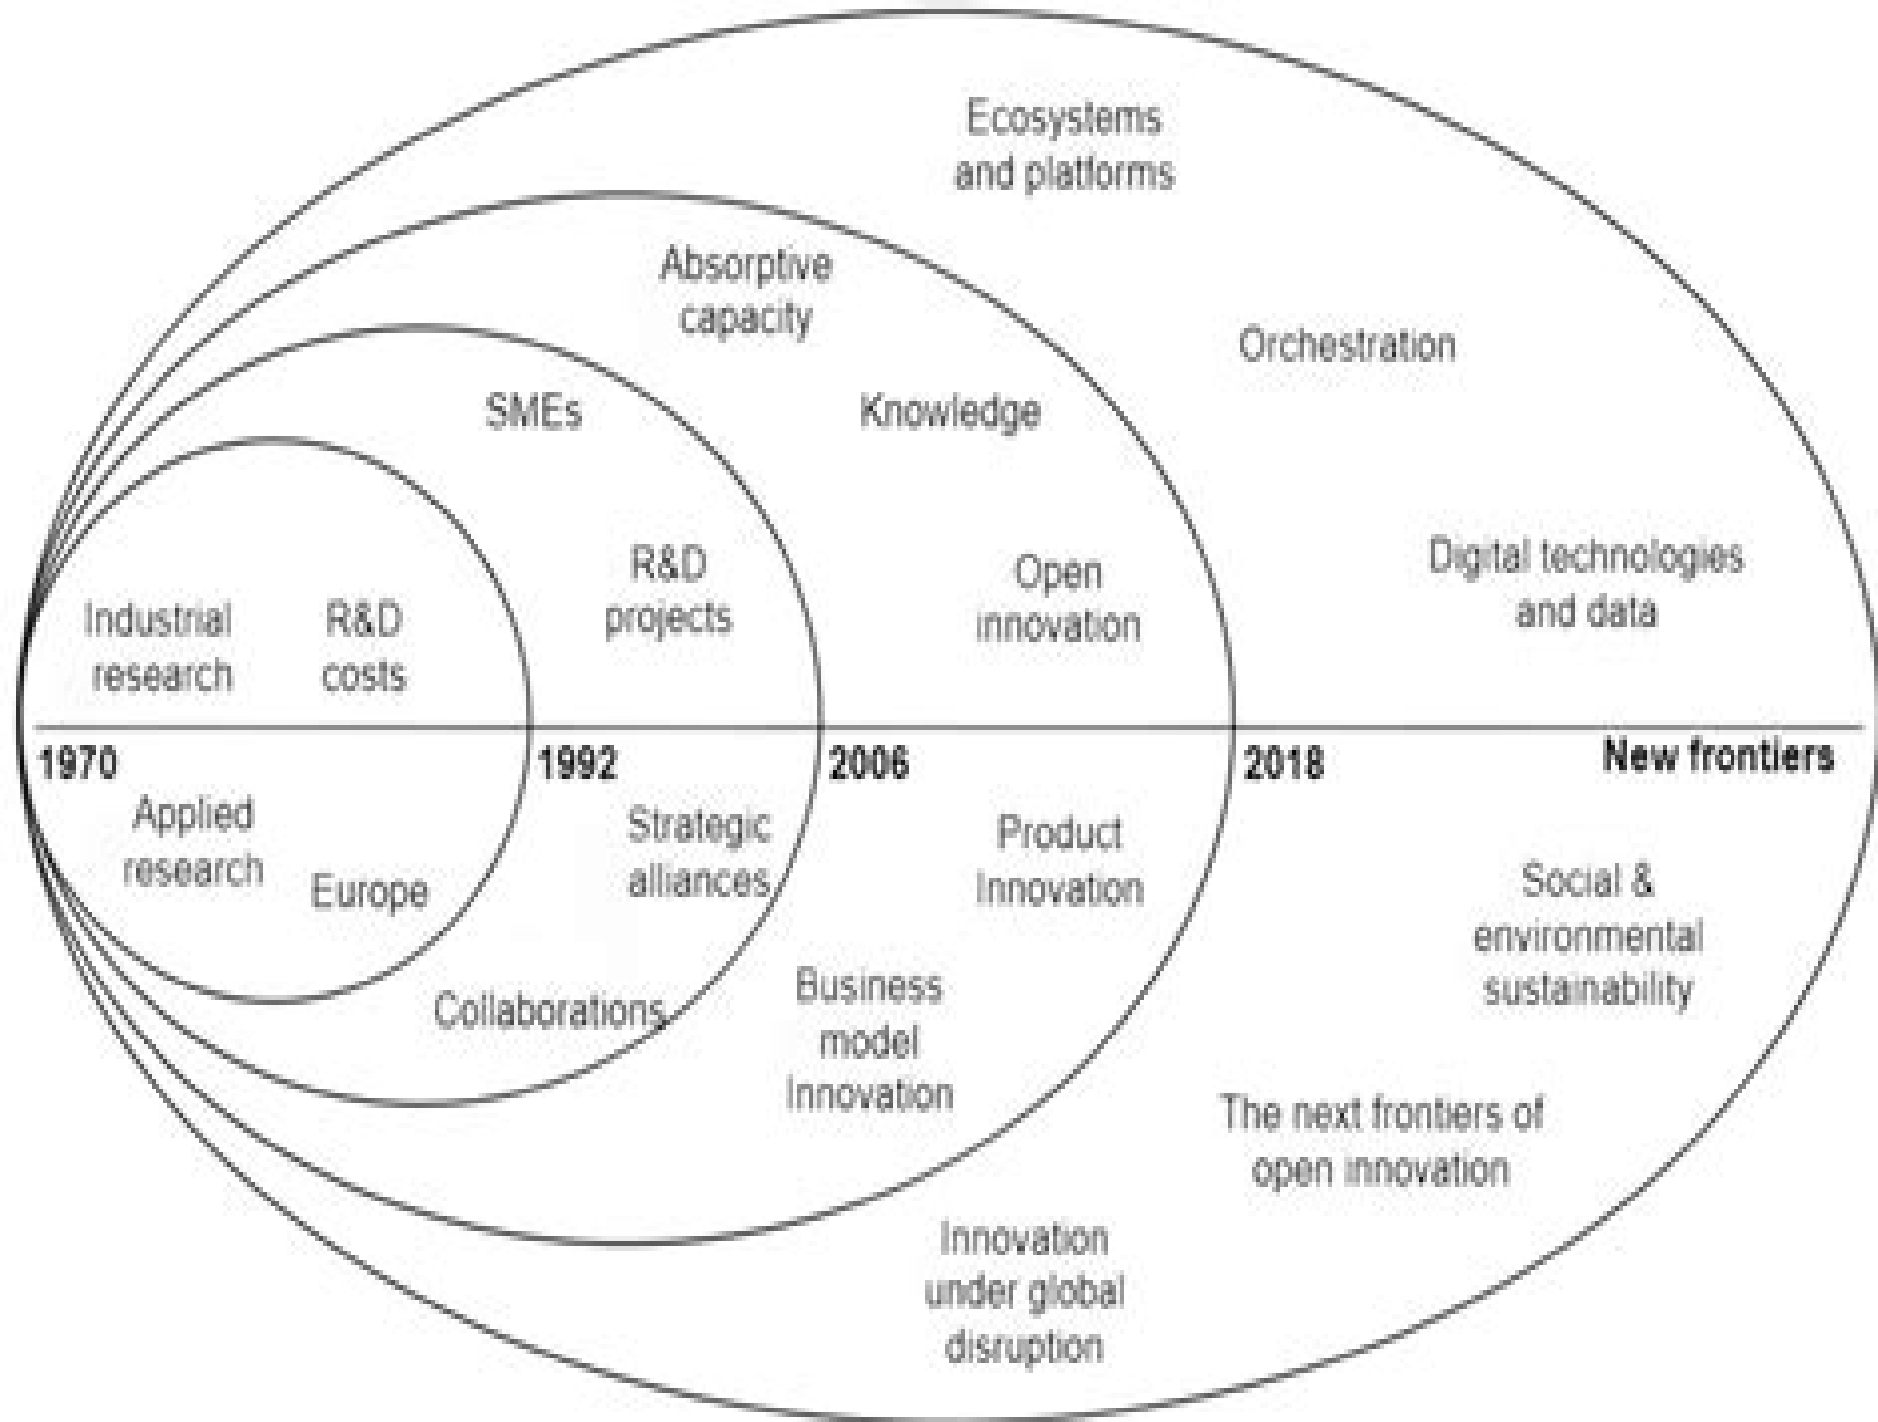 Ecosystems
and platforms
Absorptive
capacity
Orchestration
SMEs
Knowledge
R&D
projects
Open
innovation
Digital technologies
and data
Industrial
research
R&D
costs
1970
1992
2006
2018
New frontiers
Applied
research
Europe
Strategic
alliances
Product
Innovation
Social &
environmental
sustainability
Collaborations
Business
model
Innovation
The next frontiers of
open innovation
Innovation
under global
disruption